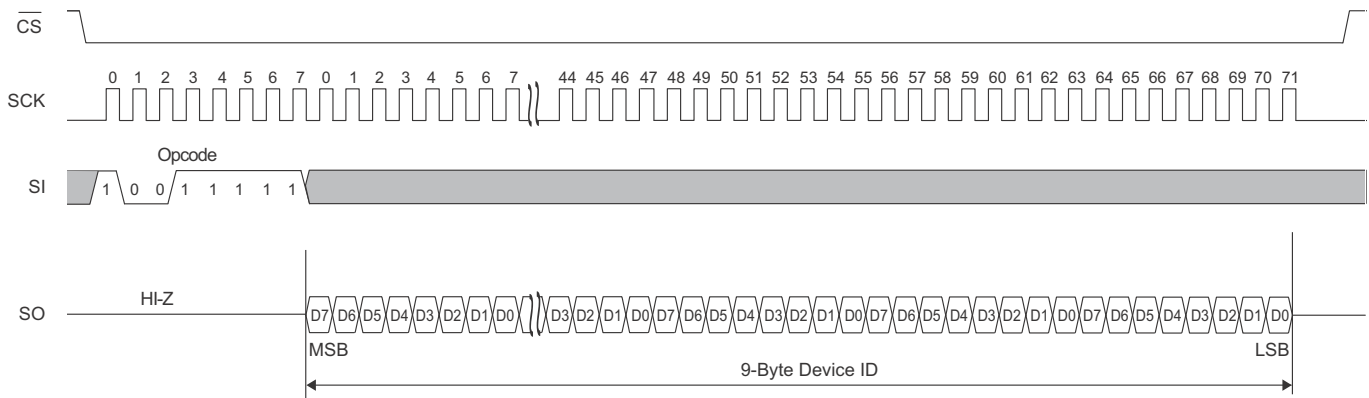 CS
0 1 2 3 4 5 6 7 0 1 2 3 4 5 6 7 44 45 46 47 48 49 50 51 52 53 54 55 56 57 58 59 60 61 62 63 64 65 66 67 68 69 70 71
SCK
Opcode
SI 1 0 0 1 1 1 1 1
HI-Z
SO D7 D6 D5 D4 D3 D2 D1 D0 D3 D2 D1 D0 D7 D6 D5 D4 D3 D2 D1 D0 D7 D6 D5 D4 D3 D2 D1 D0 D7 D6 D5 D4 D3 D2 D1 D0
MSB LSB
9-Byte Device ID